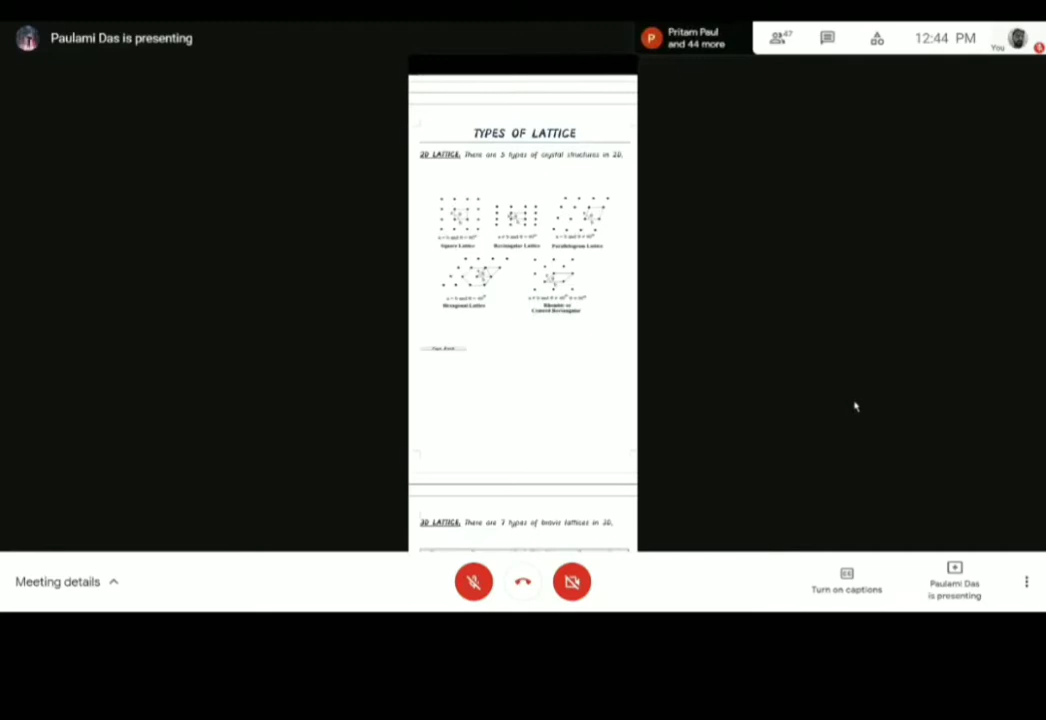 Paulami Das is presenting
P
Pritam Paul
and 44 more
47
12:44 PM
You
TYPES OF LATTICE
2D LATTICE. There are 5 types of crystal structures in 2D.
Square Lattice
Rectangular Lattice
Parallelogram Lattice
Hexagonal Lattice
Rhombic or
Centered Rectangular
3D LATTICE. There are 7 types of bravis lattices in 3D.
Meeting details
Turn on captions
Paulami Das
is presenting